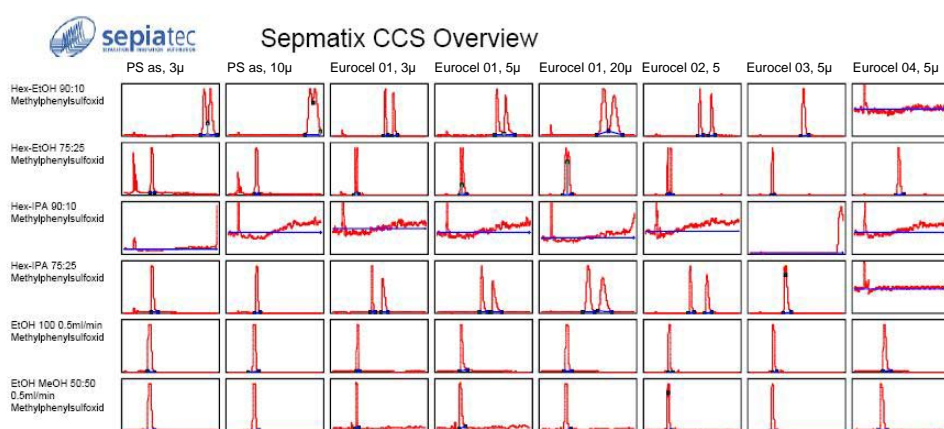 sepiatec
Sepmatix CCS Overview
PS as, 3µ PS as, 10µ Eurocel 01, 3µ Eurocel 01, 5µ Eurocel 01, 20µ Eurocel 02, 5 Eurocel 03, 5µ Eurocel 04, 5µ
Hex-EtOH 90:10
Methylphenylsulfoxid
Hex-EtOH 75:25
Methylphenylsulfoxid
Hex-IPA 90:10
Methylphenylsulfoxid
Hex-IPA 75:25
Methylphenylsulfoxid
EtOH 100 0.5ml/min
Methylphenylsulfoxid
EtOH MeOH 50:50
0.5ml/min
Methylphenylsulfoxid